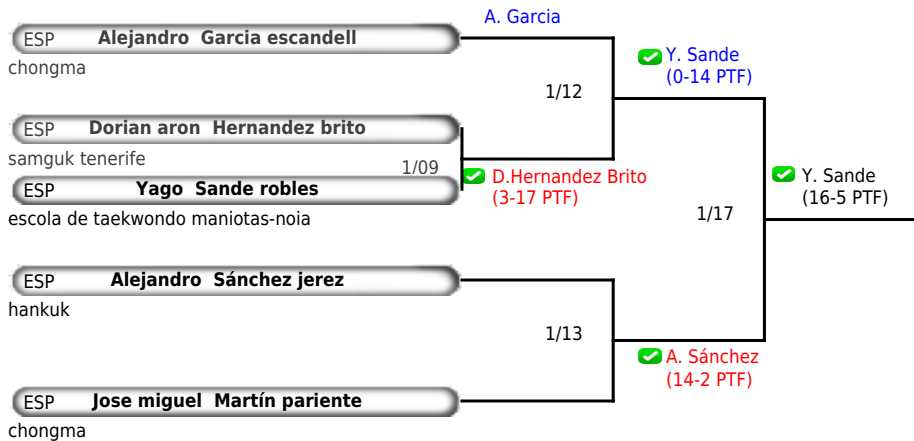 A. Garcia
ESP Alejandro Garcia escandell
chongma
Y. Sande
(0-14 PTF)
1/12
ESP Dorian aron Hernandez brito
samguk tenerife
1/09
D.Hernandez Brito
(3-17 PTF)
ESP Yago Sande robles
escola de taekwondo maniotas-noia
Y. Sande
(16-5 PTF)
1/17
ESP Alejandro Sánchez jerez
hankuk
1/13
A. Sánchez
(14-2 PTF)
ESP Jose miguel Martín pariente
chongma